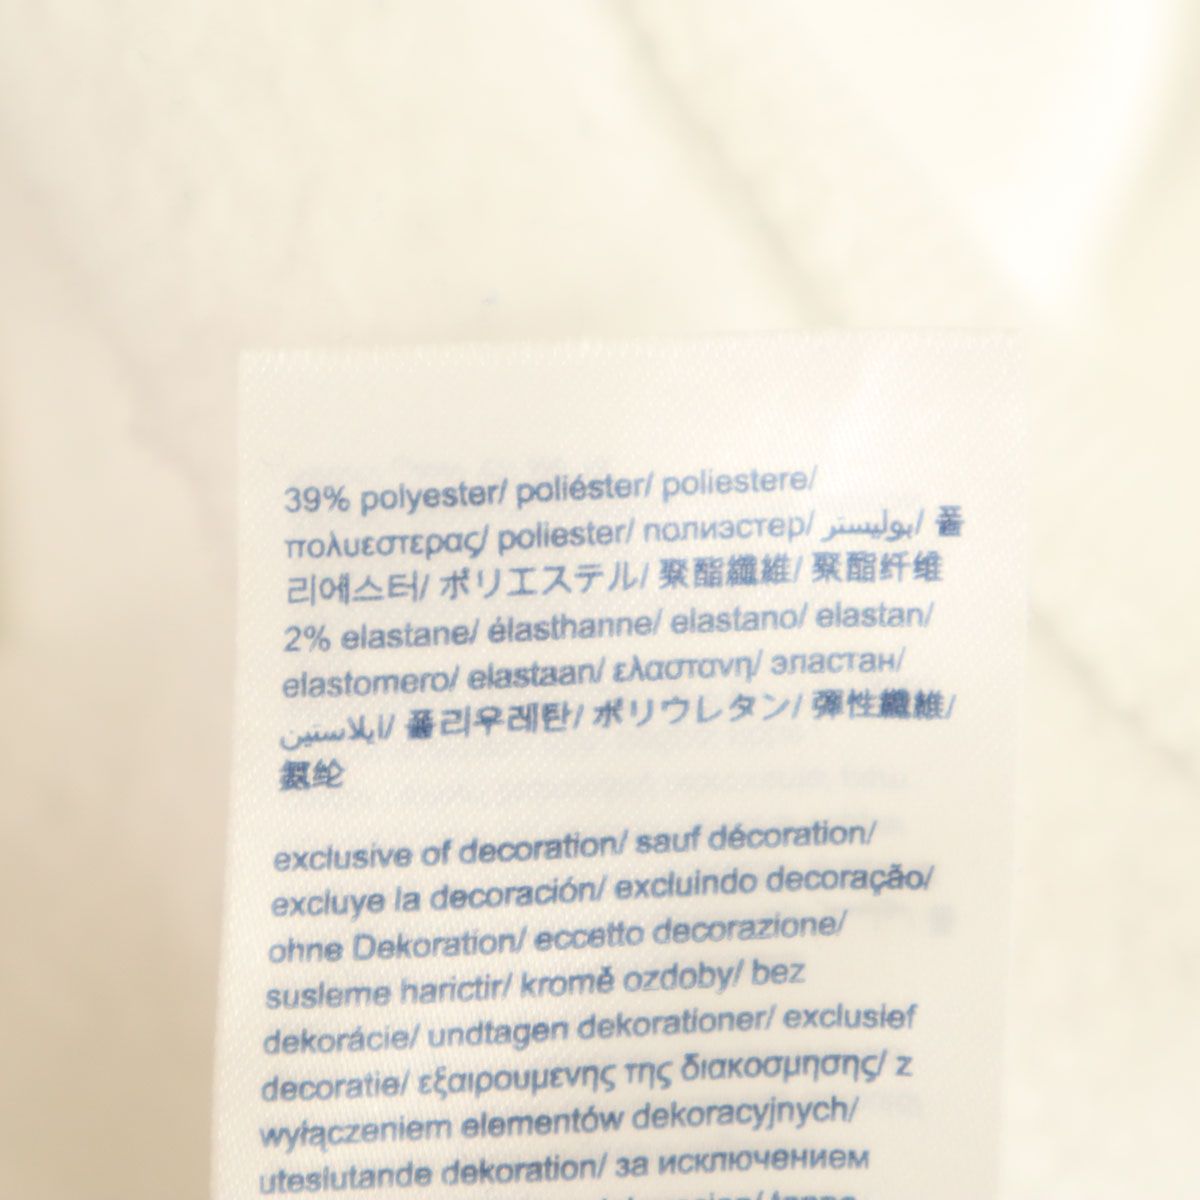 39% polyester/ poliéster/ poliestere/
πολυεστερας/ poliester/ полиэстер/ بوليستر/ 폴
리에스터/ ポリエステル/ 聚酯纖維/ 聚酯纤维
2% elastane/ élasthanne/ elastano/ elastan/
elastomero/ elastaan/ ελαστανη/ эластан/
ايلاستين/ 폴리우레탄/ ポリウレタン/ 彈性纖維/
氨纶
exclusive of decoration/ sauf décoration/
excluye la decoración/ excluindo decoração/
ohne Dekoration/ eccetto decorazione/
susleme harictir/ kromě ozdoby/ bez
dekorácie/ undtagen dekorationer/ exclusief
decoratie/ εξαιρουμενης της διακοσμησης/ z
wyłączeniem elementów dekoracyjnych/
uteslutande dekoration/ за исключением